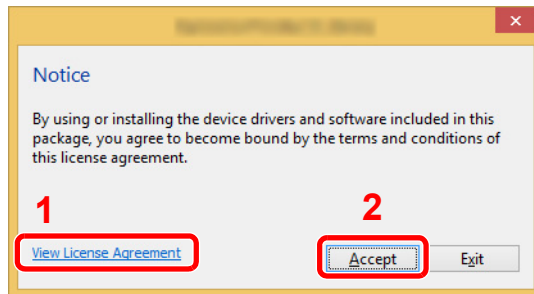 Notice
By using or installing the device drivers and software included in this
package, you agree to become bound by the terms and conditions of
this license agreement.
1
2
View License Agreement
Accept
Exit